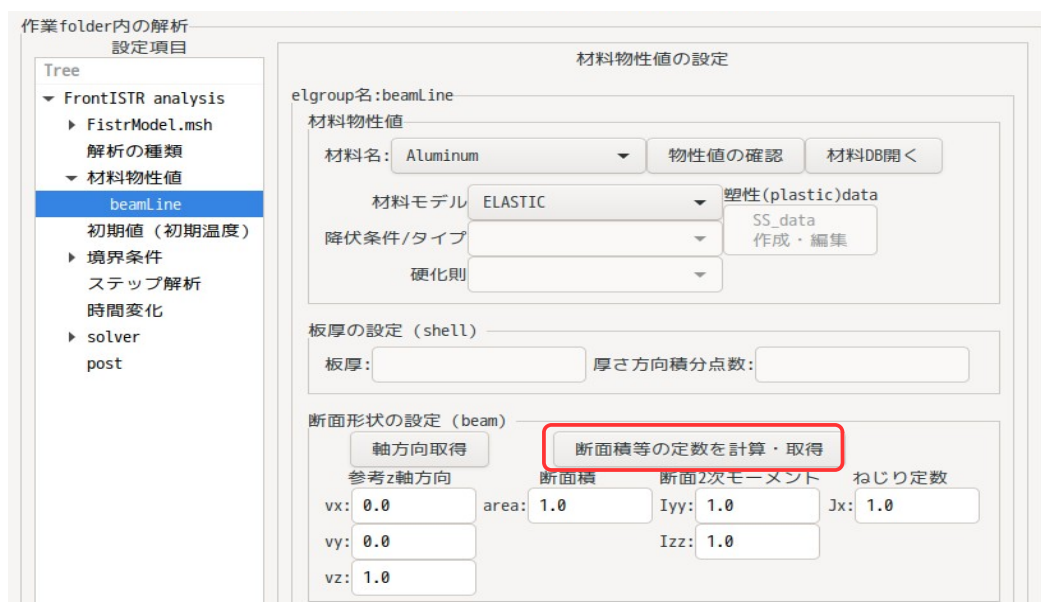 作業folder内の解析
設定項目
Tree
FrontISTR analysis
FistrModel.msh
解析の種類
材料物性値
beamLine
初期値（初期温度）
境界条件
ステップ解析
時間変化
solver
post
材料物性値の設定
elgroup名:beamLine
材料物性値
材料名: Aluminum 物性値の確認 材料DB開く
材料モデル ELASTIC 塑性(plastic)data
降伏条件/タイプ SS_data
作成・編集
硬化則
板厚の設定 (shell)
板厚: 厚さ方向積分点数:
断面形状の設定 (beam)
軸方向取得 断面積等の定数を計算・取得
参考z軸方向 断面積 断面2次モーメント ねじり定数
vx: 0.0 area: 1.0 Iyy: 1.0 Jx: 1.0
vy: 0.0 Izz: 1.0
vz: 1.0